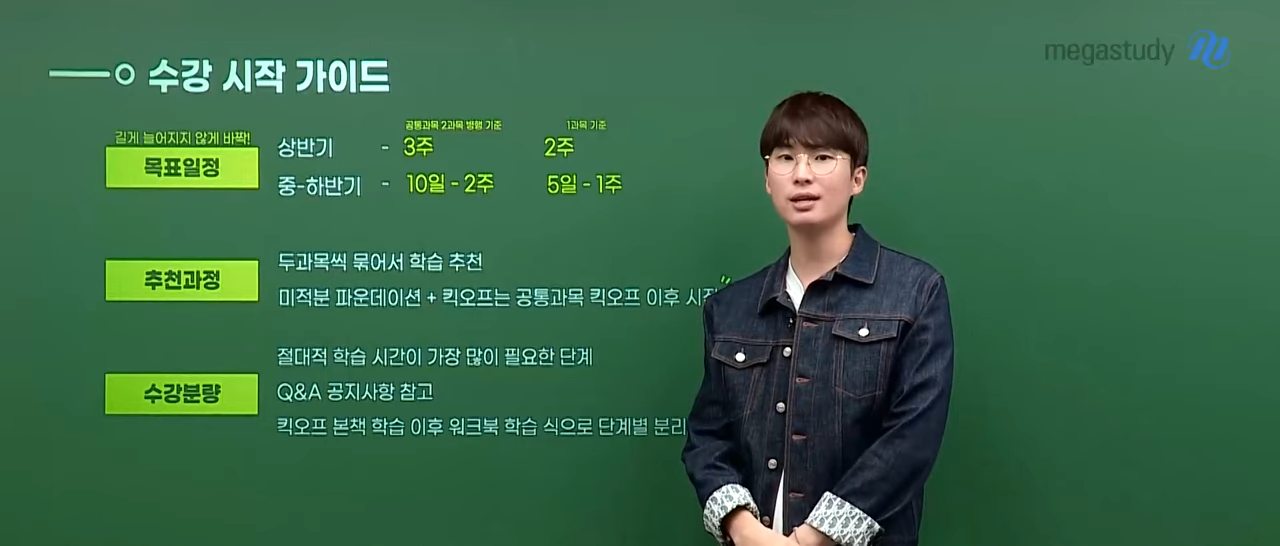 megastudy
수강 시작 가이드
길게 늘어지지 않게 바짝!
목표일정
공통과목 2과목 병행 기준 1과목 기준
상반기 - 3주 2주
중-하반기 - 10일 - 2주 5일 - 1주
추천과정
두과목씩 묶어서 학습 추천
미적분 파운데이션 + 킥오프는 공통과목 킥오프 이후 시작
수강분량
절대적 학습 시간이 가장 많이 필요한 단계
Q&A 공지사항 참고
킥오프 본책 학습 이후 워크북 학습 식으로 단계별 분리